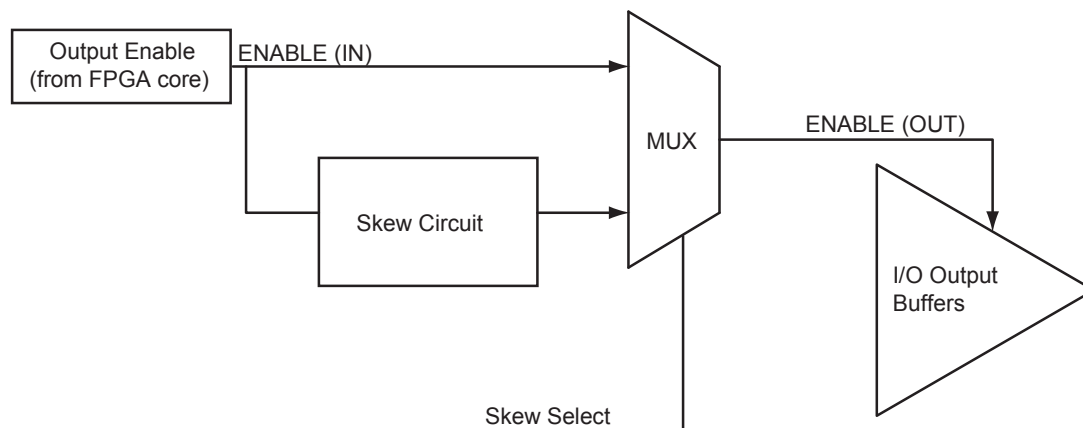 Output Enable
(from FPGA core)
ENABLE (IN)
MUX
ENABLE (OUT)
Skew Circuit
I/O Output
Buffers
Skew Select